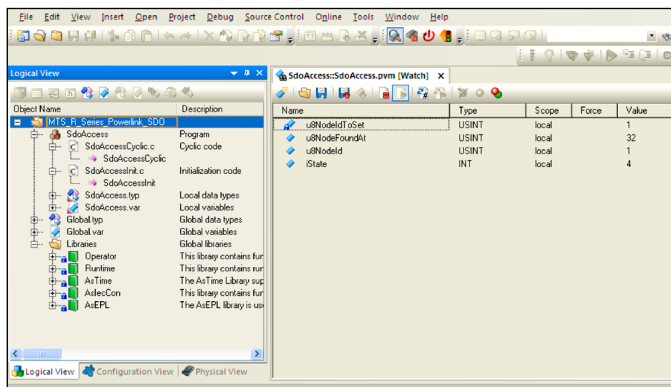 File Edit View Insert Open Project Debug Source Control Online Tools Window Help
Logical View
SdoAccess::SdoAccess.pvm [Watch]
Object Name Description
Name Type Scope Force Value
MTS_R_Series_Powerlink_SDO
u8NodeIdToSet USINT local 1
SdoAccess Program
u8NodeFoundAt USINT local 32
SdoAccessCyclic.c Cyclic code
u8NodeId USINT local 1
SdoAccessCyclic
iState INT local 4
SdoAccessInit.c Initialization code
SdoAccessInit
SdoAccess.typ Local data types
SdoAccess.var Local variables
Global.typ Global data types
Global.var Global variables
Libraries Global libraries
Operator This library contains fur
Runtime This library contains fur
AsTime The AsTime Library sup
AsIecCon This library contains fur
AsEPL The AsEPL library is use
Logical View Configuration View Physical View